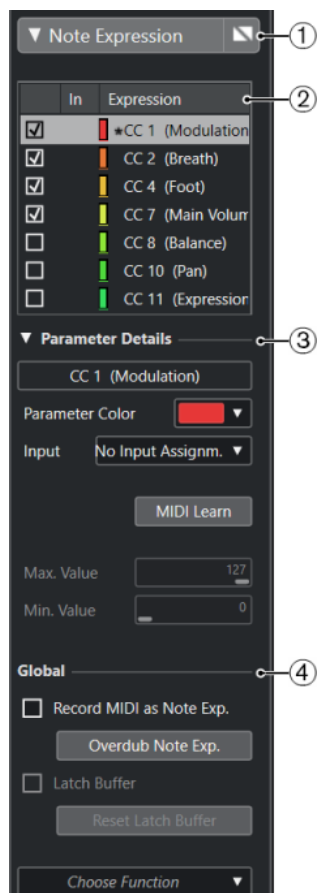 ▼ Note Expression ①
In Expression ②
★CC 1 (Modulation
CC 2 (Breath)
CC 4 (Foot)
CC 7 (Main Volum
CC 8 (Balance)
CC 10 (Pan)
CC 11 (Expression
▼ Parameter Details ③
CC 1 (Modulation)
Parameter Color ▼
Input No Input Assignm. ▼
MIDI Learn
Max. Value 127
Min. Value 0
Global ④
Record MIDI as Note Exp.
Overdub Note Exp.
Latch Buffer
Reset Latch Buffer
Choose Function ▼